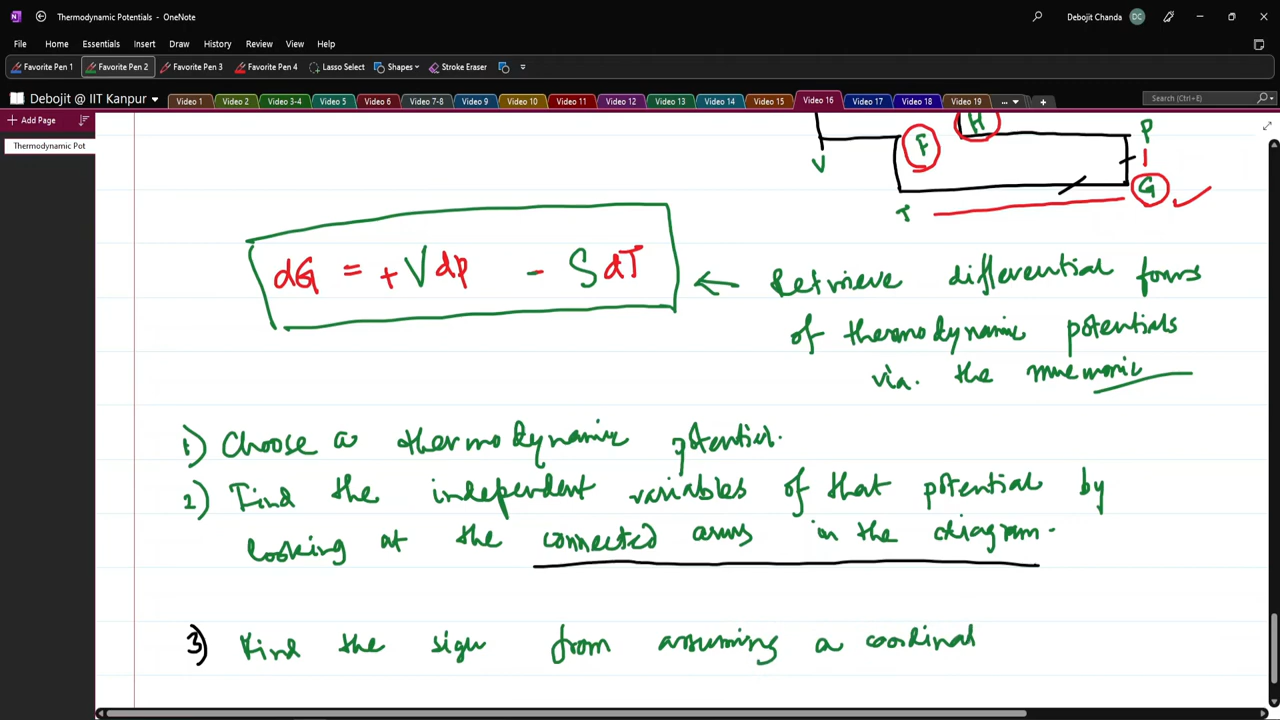 Thermodynamic Potentials - OneNote
Debojit Chanda DC
File Home Essentials Insert Draw History Review View Help
Favorite Pen 1 Favorite Pen 2 Favorite Pen 3 Favorite Pen 4 Lasso Select Shapes Stroke Eraser
Debojit @ IIT Kanpur Video 1 Video 2 Video 3-4 Video 5 Video 6 Video 7-8 Video 9 Video 10 Video 11 Video 12 Video 13 Video 14 Video 15 Video 16 Video 17 Video 18 Video 19 ... Search (Ctrl+E)
Add Page
Thermodynamic Pot
H
F P
V
G
T
dG = +Vdp - SdT
Retrieve differential forms
of thermodynamic potentials
via. the mnemonic
1) Choose a thermodynamic potential.
2) Find the independent variables of that potential by
looking at the connected arms in the diagram.
3) Find the sign from assuming a coordinat